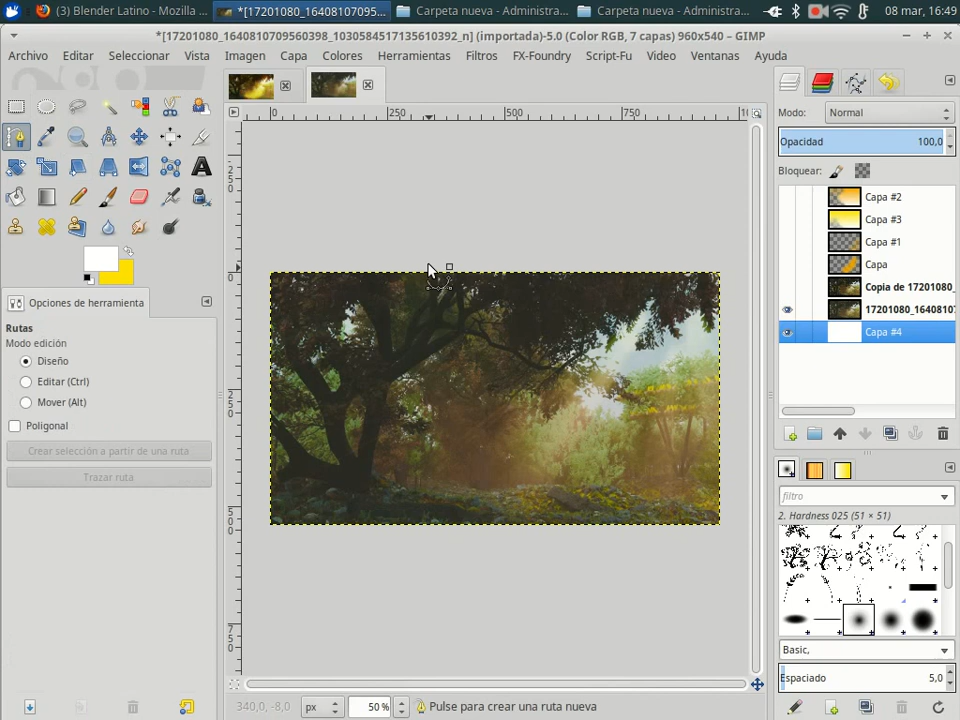 (3) Blender Latino - Mozilla ...
*[17201080_16408107095...
Carpeta nueva - Administra...
Carpeta nueva - Administra...
08 mar, 16:49
*[17201080_1640810709560398_1030584517135610392_n] (importada)-5.0 (Color RGB, 7 capas) 960x540 – GIMP
Archivo Editar Seleccionar Vista Imagen Capa Colores Herramientas Filtros FX-Foundry Script-Fu Video Ventanas Ayuda
0 250 500 750
Modo: Normal
Opacidad 100,0
Bloquear:
Capa #2
Capa #3
Capa #1
Capa
Copia de 17201080_
17201080_1640810
Capa #4
Opciones de herramienta
Rutas
Modo edición
Diseño
Editar (Ctrl)
Mover (Alt)
Poligonal
Crear selección a partir de una ruta
Trazar ruta
filtro
2. Hardness 025 (51 × 51)
Basic,
Espaciado 5,0
340,0, -8,0 px 50 % Pulse para crear una ruta nueva